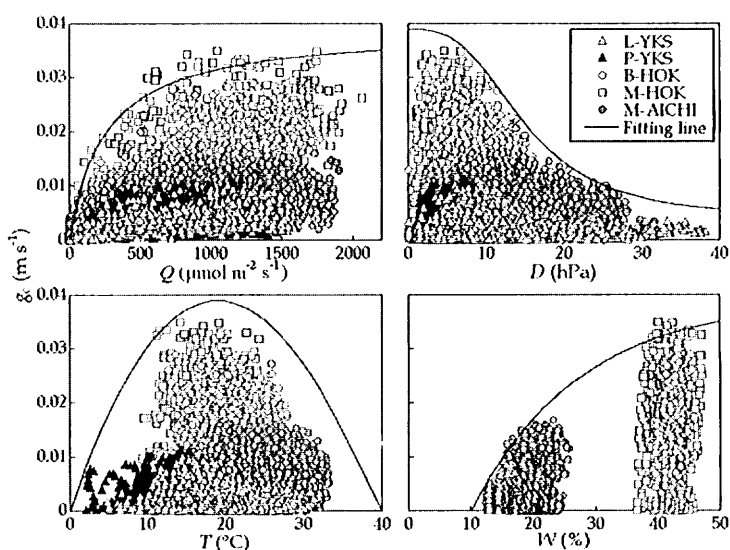 0.04
0.03
0.02
0.01
0
0
500
1000
1500
2000
Q (μmol m⁻² s⁻¹)
L-YKS
P-YKS
B-HOK
M-HOK
M-AICHI
Fitting line
0
10
20
30
40
D (hPa)
g_c (m s⁻¹)
0.04
0.03
0.02
0.01
0
0
10
20
30
40
T (°C)
10
20
30
40
50
W (%)